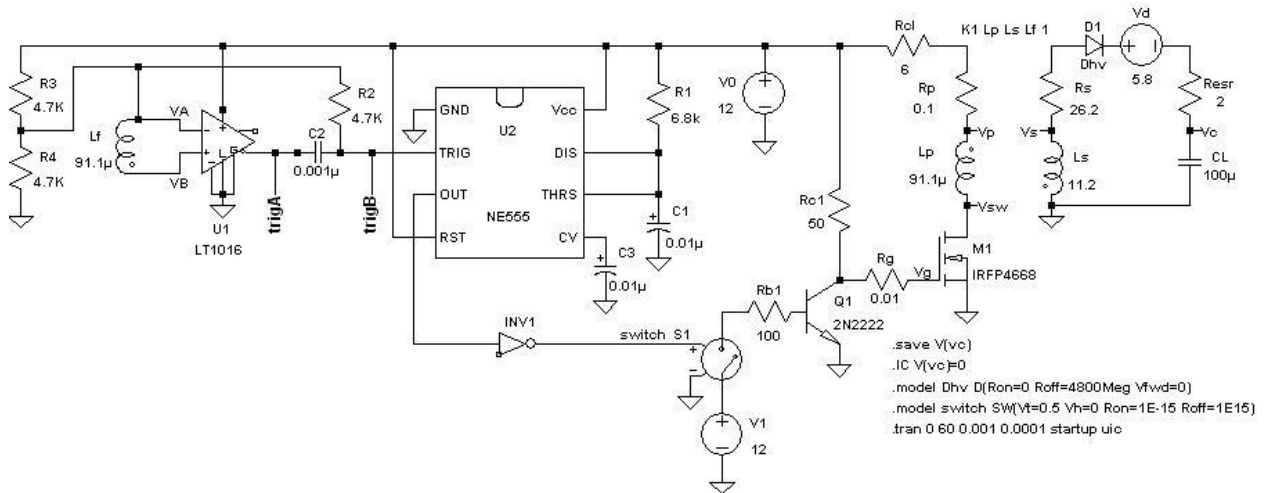 Rcl
6
K1 Lp Ls Lf 1
D1
Dhv
Vd
5.8
R3
4.7K
R4
4.7K
Lf
91.1µ
VA
VB
U1
LT1016
R2
4.7K
C2
0.001µ
trigA
trigB
GND
TRIG
OUT
RST
Vcc
DIS
THRS
CV
U2
NE555
R1
6.8k
C1
0.01µ
C3
0.01µ
V0
12
Rp
0.1
Vp
Lp
91.1µ
Vsw
Rs
26.2
Vs
Ls
11.2
Resr
2
Vc
CL
100µ
Rc1
50
Rg
0.01
Vg
M1
IRFP4668
Q1
2N2222
Rb1
100
INV1
switch S1
V1
12
.save V(vc)
.IC V(vc)=0
.model Dhv D(Ron=0 Roff=4800Meg Vfwd=0)
.model switch SW(Vt=0.5 Vh=0 Ron=1E-15 Roff=1E15)
.tran 0 60 0.001 0.0001 startup uic